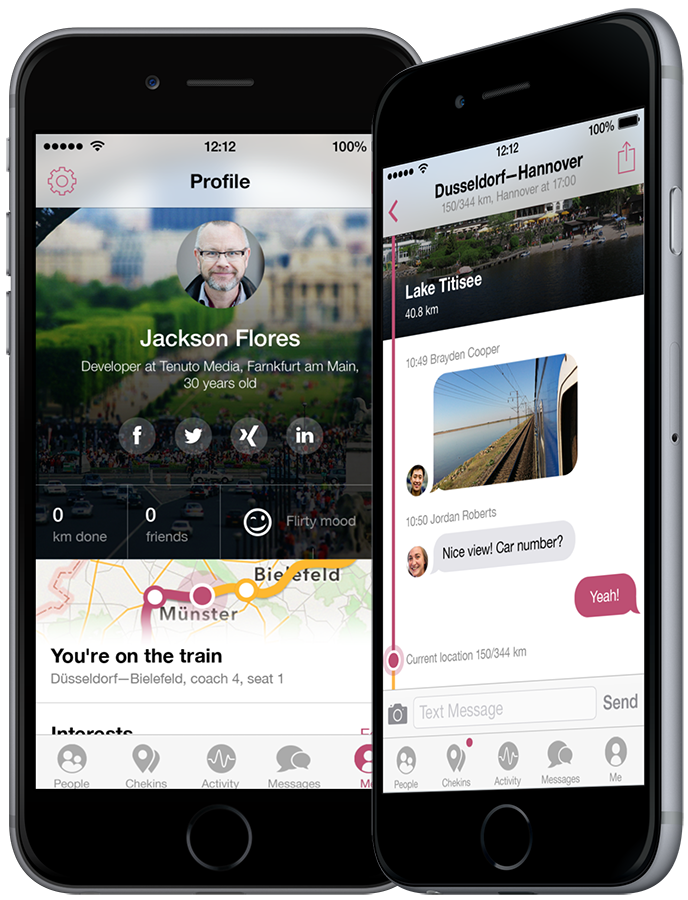 12:12
100%
Profile
Jackson Flores
Developer at Tenuto Media, Farnkfurt am Main,
30 years old
f
in
0
km done
0
friends
Flirty mood
Bielefeld
Münster
You're on the train
Düsseldorf—Bielefeld, coach 4, seat 1
Interests
People
Chekins
Activity
Messages
Me
12:12
100%
Dusseldorf—Hannover
150/344 km, Hannover at 17:00
Lake Titisee
40.8 km
10:49 Brayden Cooper
10:50 Jordan Roberts
Nice view! Car number?
Yeah!
Current location 150/344 km
Text Message
Send
People
Chekins
Activity
Messages
Me